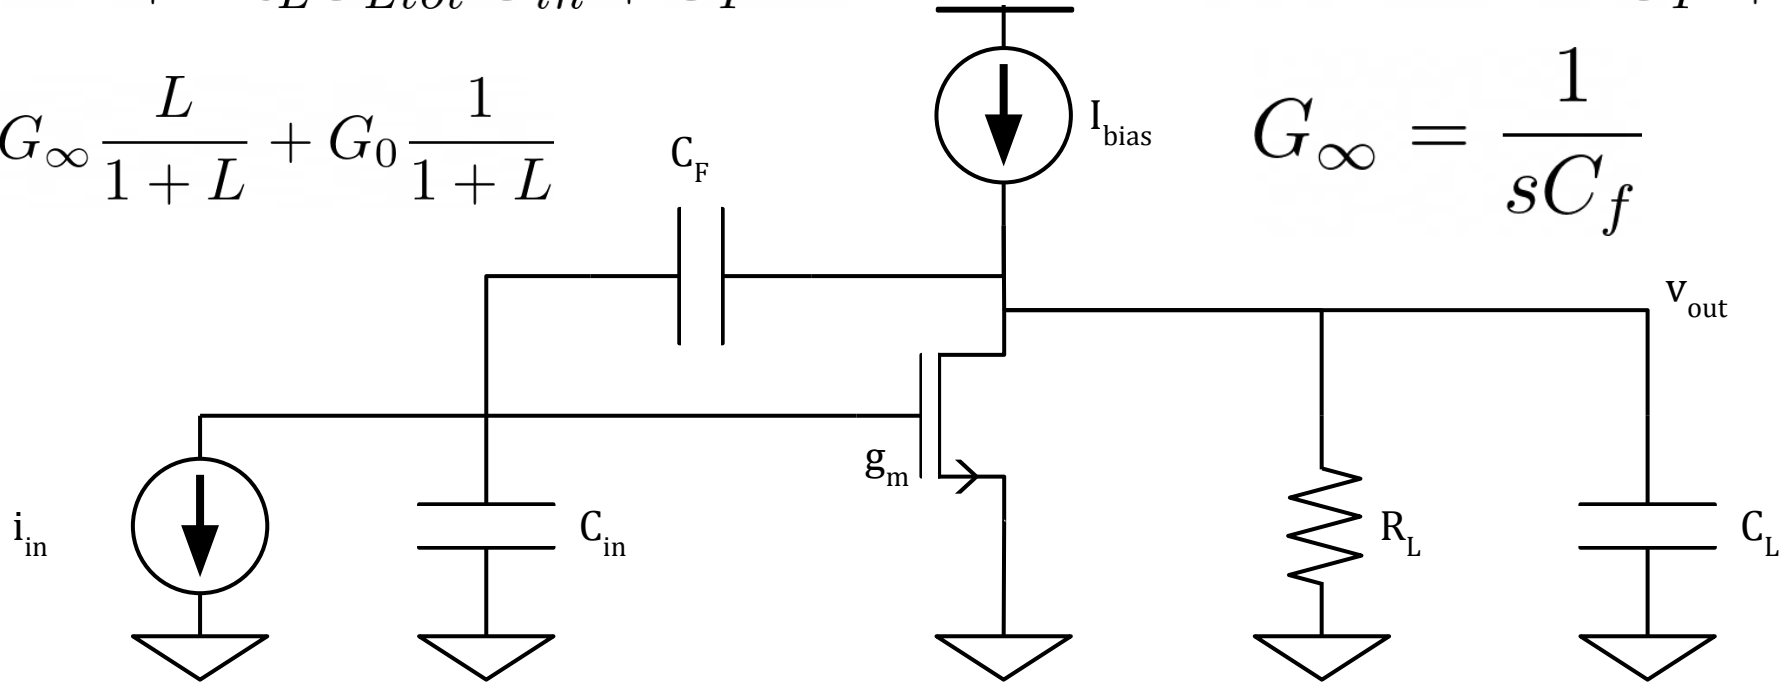 G∞ L/(1 + L) + G₀ 1/(1 + L)
G∞ = 1/(sC_f)
I_bias
C_F
v_out
g_m
i_in
C_in
R_L
C_L